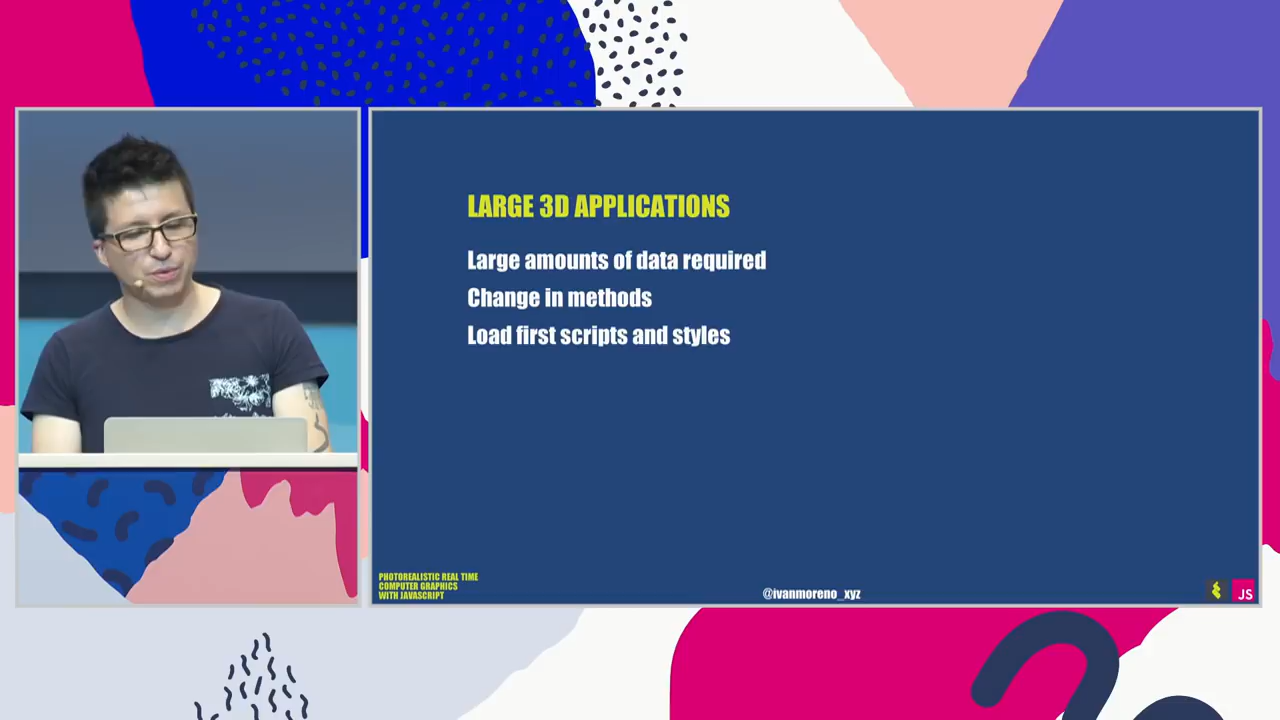 LARGE 3D APPLICATIONS
Large amounts of data required
Change in methods
Load first scripts and styles
PHOTOREALISTIC REAL TIME
COMPUTER GRAPHICS
WITH JAVASCRIPT
@ivanmoreno_xyz
JS